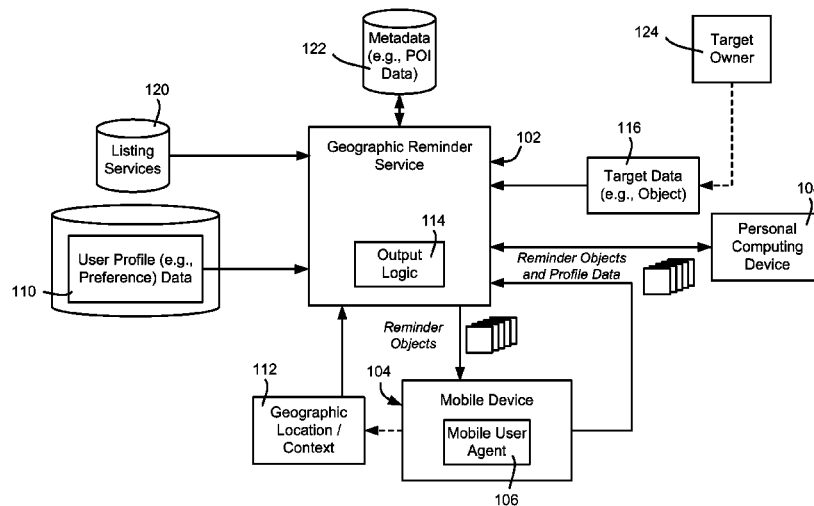 Metadata
(e.g., POI
Data)
122
124
Target
Owner
120
Listing
Services
Geographic Reminder
Service
102
116
Target Data
(e.g., Object)
User Profile (e.g.,
Preference) Data
110
114
Output
Logic
Reminder Objects
and Profile Data
Personal
Computing
Device
Reminder
Objects
112
Geographic
Location /
Context
104
Mobile Device
Mobile User
Agent
106